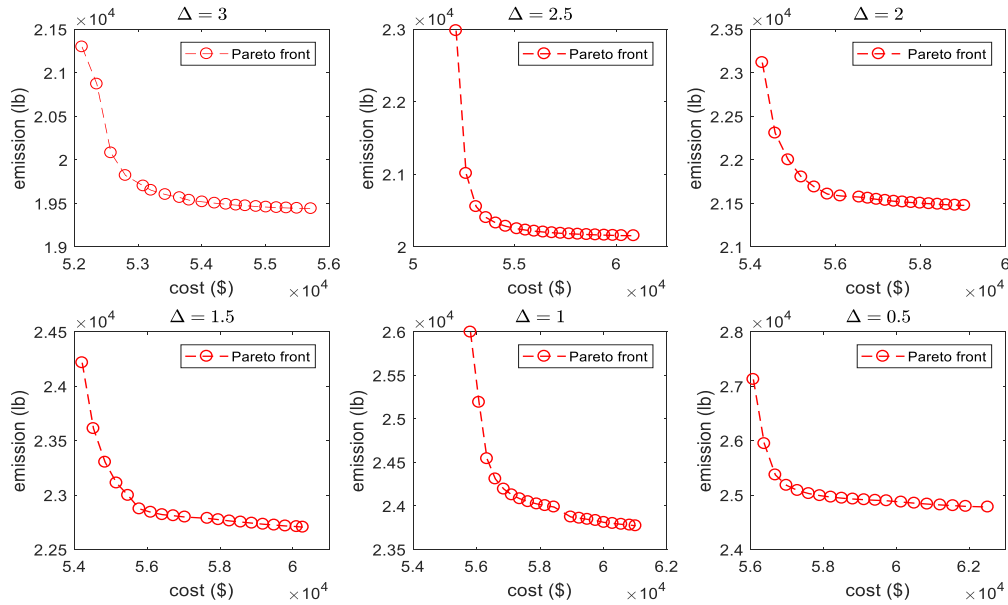 ×10⁴
Δ = 3
2.15
2.1
2.05
2
1.95
1.9
emission (lb)
Pareto front
5.2 5.3 5.4 5.5 5.6 5.7
cost ($) ×10⁴
×10⁴
Δ = 2.5
2.3
2.2
2.1
2
emission (lb)
Pareto front
5 5.5 6
cost ($) ×10⁴
×10⁴
Δ = 2
2.35
2.3
2.25
2.2
2.15
2.1
emission (lb)
Pareto front
5.4 5.6 5.8 6
cost ($) ×10⁴
×10⁴
Δ = 1.5
2.45
2.4
2.35
2.3
2.25
emission (lb)
Pareto front
5.4 5.6 5.8 6
cost ($) ×10⁴
×10⁴
Δ = 1
2.6
2.55
2.5
2.45
2.4
2.35
emission (lb)
Pareto front
5.4 5.6 5.8 6 6.2
cost ($) ×10⁴
×10⁴
Δ = 0.5
2.8
2.7
2.6
2.5
2.4
emission (lb)
Pareto front
5.6 5.8 6 6.2
cost ($) ×10⁴